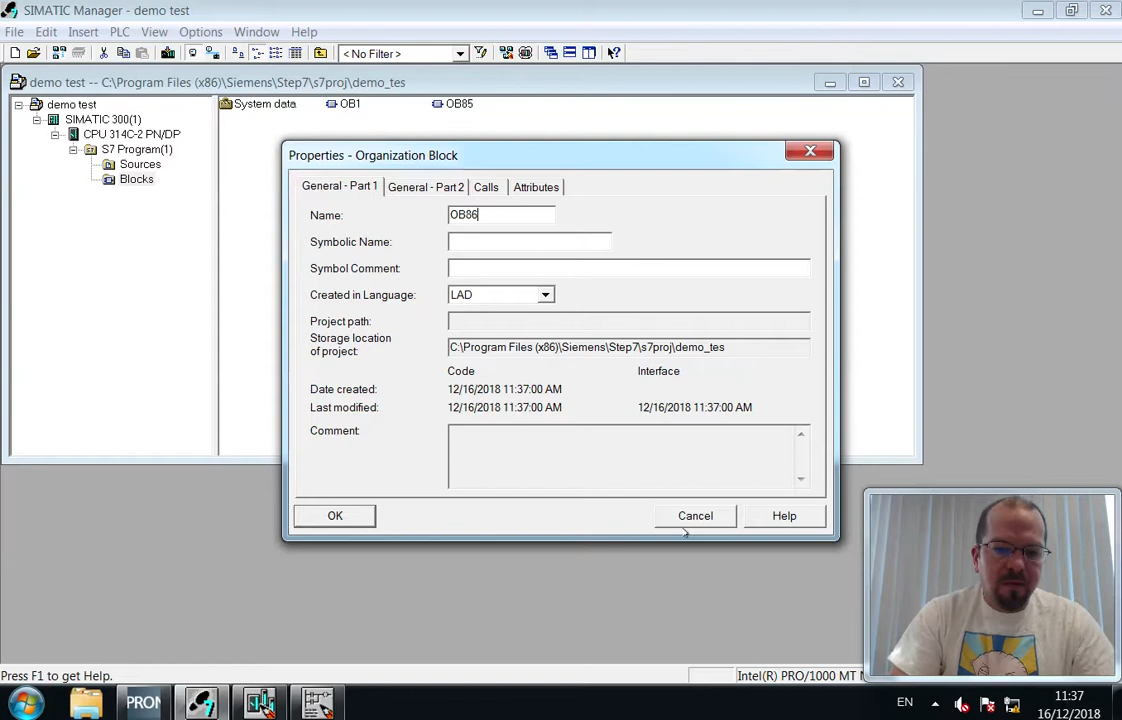 SIMATIC Manager - demo test
File Edit Insert PLC View Options Window Help
< No Filter >
demo test -- C:\Program Files (x86)\Siemens\Step7\s7proj\demo_tes
demo test
SIMATIC 300(1)
CPU 314C-2 PN/DP
S7 Program(1)
Sources
Blocks
System data OB1 OB85
Properties - Organization Block
General - Part 1 General - Part 2 Calls Attributes
Name: OB86
Symbolic Name:
Symbol Comment:
Created in Language: LAD
Project path:
Storage location
of project: C:\Program Files (x86)\Siemens\Step7\s7proj\demo_tes
Code Interface
Date created: 12/16/2018 11:37:00 AM
Last modified: 12/16/2018 11:37:00 AM 12/16/2018 11:37:00 AM
Comment:
OK Cancel Help
Press F1 to get Help.
Intel(R) PRO/1000 MT
PRON
EN
11:37
16/12/2018